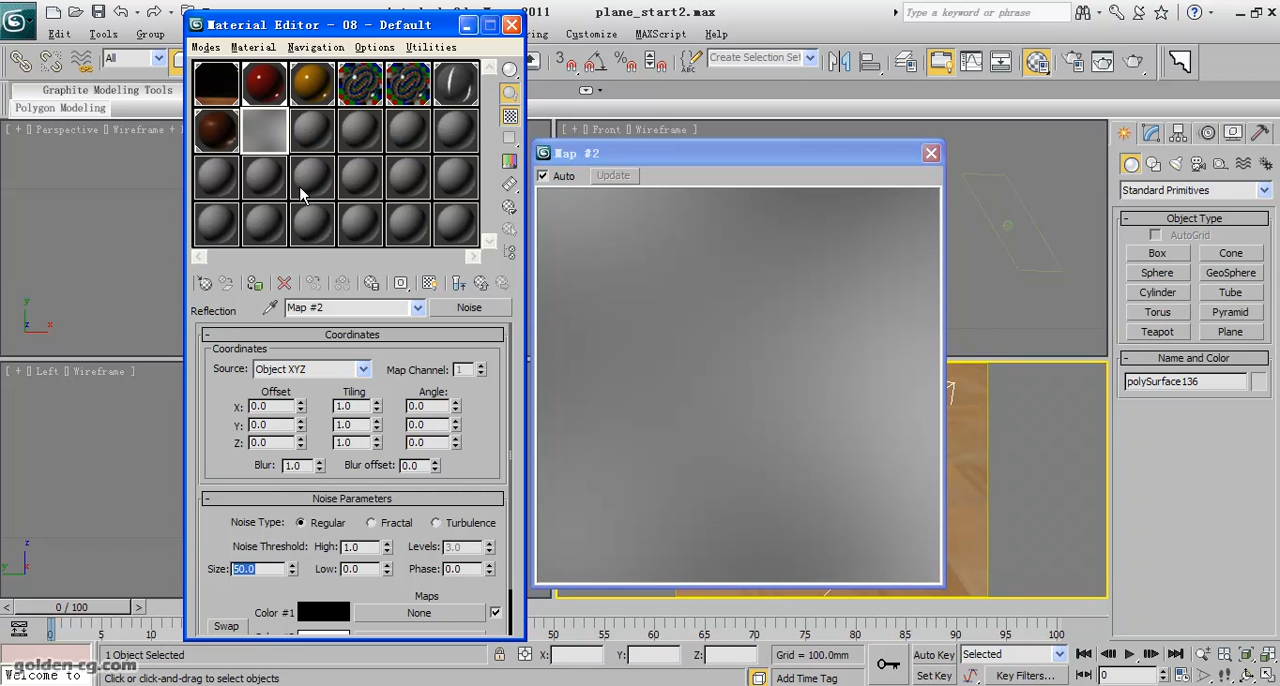 Material Editor - 08 - Default
2011 plane_start2.max
Type a keyword or phrase
Edit Tools Group
Modes Material Navigation Options Utilities
Customize MAXScript Help
All
Create Selection Set
Graphite Modeling Tools
Polygon Modeling
[ + ] Perspective [ Wireframe
[ + ] Front [ Wireframe ]
Map #2
Auto Update
Standard Primitives
Object Type
AutoGrid
Box Cone
Sphere GeoSphere
Cylinder Tube
Torus Pyramid
Teapot Plane
Name and Color
polySurface136
y
z x
Reflection Map #2 Noise
- Coordinates
Coordinates
Source: Object XYZ Map Channel: 1
Offset Tiling Angle:
X: 0.0 1.0 0.0
Y: 0.0 1.0 0.0
Z: 0.0 1.0 0.0
Blur: 1.0 Blur offset: 0.0
[ + ] Left [ Wireframe ]
- Noise Parameters
Noise Type: Regular Fractal Turbulence
Noise Threshold: High: 1.0 Levels: 3.0
Size: 50.0 Low: 0.0 Phase: 0.0
Maps
Color #1 None
Swap
z
y x
< 0 / 100 >
0 5 10 50 55 60 65 70 75 80 85 90 95 100
1 Object Selected X: Y: Z: Grid = 100.0mm Auto Key Selected
Welcome to Click or click-and-drag to select objects Add Time Tag Set Key Key Filters... 0
golden-cg.com